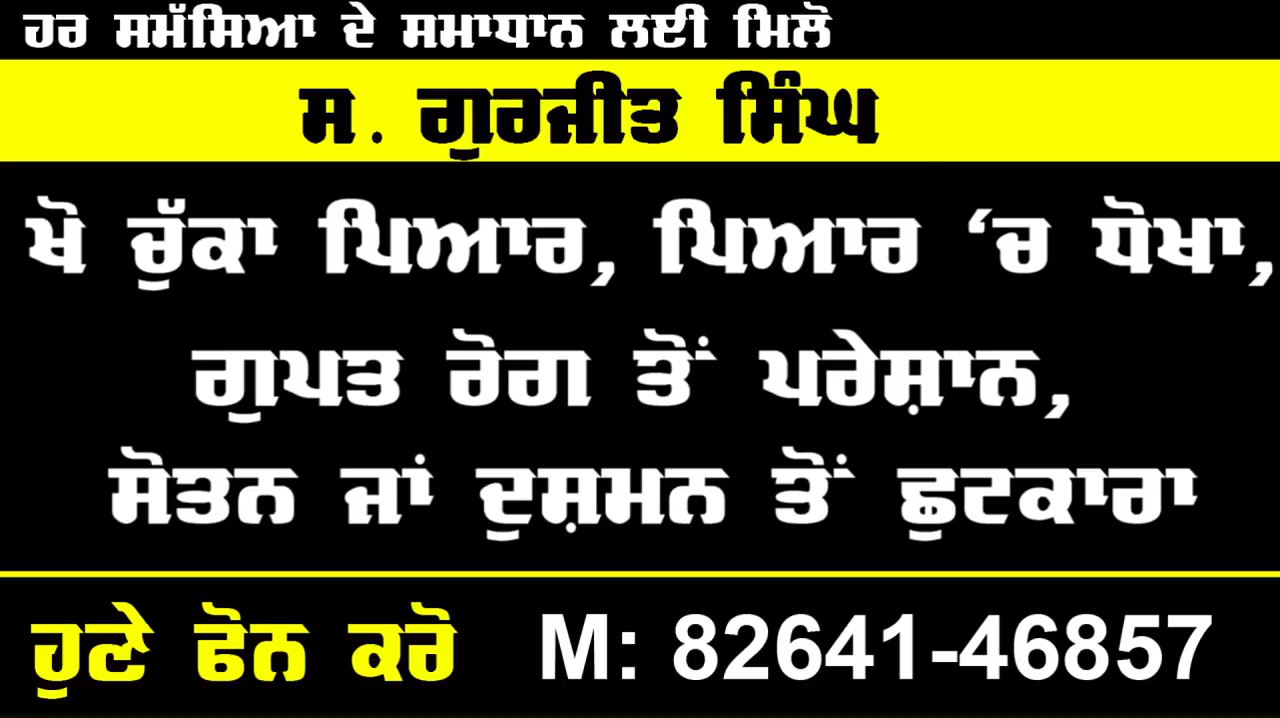 ਹਰ ਸਮੱਸਿਆ ਦੇ ਸਮਾਧਾਨ ਲਈ ਮਿਲੋ
ਸ. ਗੁਰਜੀਤ ਸਿੰਘ
ਖੋ ਚੁੱਕਾ ਪਿਆਰ, ਪਿਆਰ ‘ਚ ਧੋਖਾ,
ਗੁਪਤ ਰੋਗ ਤੋਂ ਪਰੇਸ਼ਾਨ,
ਸੋਤਨ ਜਾਂ ਦੁਸ਼ਮਨ ਤੋਂ ਛੁਟਕਾਰਾ
ਹੁਣੇ ਫੋਨ ਕਰੋ M: 82641-46857